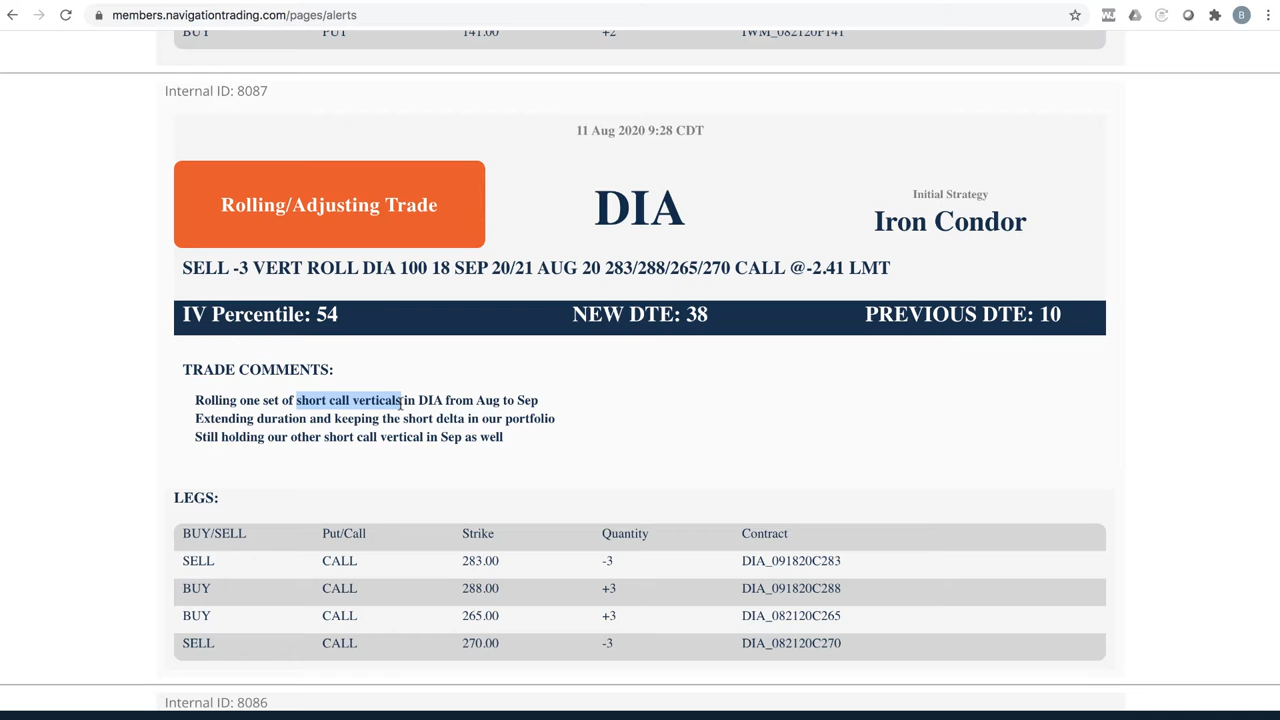 members.navigationtrading.com/pages/alerts
B
BUY PUT 141.00 +2 IWM_082120P141
Internal ID: 8087
11 Aug 2020 9:28 CDT
Rolling/Adjusting Trade
DIA
Initial Strategy
Iron Condor
SELL -3 VERT ROLL DIA 100 18 SEP 20/21 AUG 20 283/288/265/270 CALL @-2.41 LMT
IV Percentile: 54 NEW DTE: 38 PREVIOUS DTE: 10
TRADE COMMENTS:
Rolling one set of short call verticals in DIA from Aug to Sep
Extending duration and keeping the short delta in our portfolio
Still holding our other short call vertical in Sep as well
LEGS:
BUY/SELL Put/Call Strike Quantity Contract
SELL CALL 283.00 -3 DIA_091820C283
BUY CALL 288.00 +3 DIA_091820C288
BUY CALL 265.00 +3 DIA_082120C265
SELL CALL 270.00 -3 DIA_082120C270
Internal ID: 8086